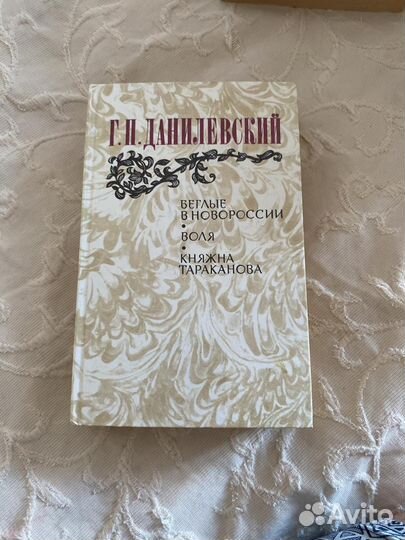 Г.П.ДАНИЛЕВСКИЙ
БЕГЛЫЕ
В НОВОРОССИИ
•
ВОЛЯ
•
КНЯЖНА
ТАРАКАНОВА
Avito